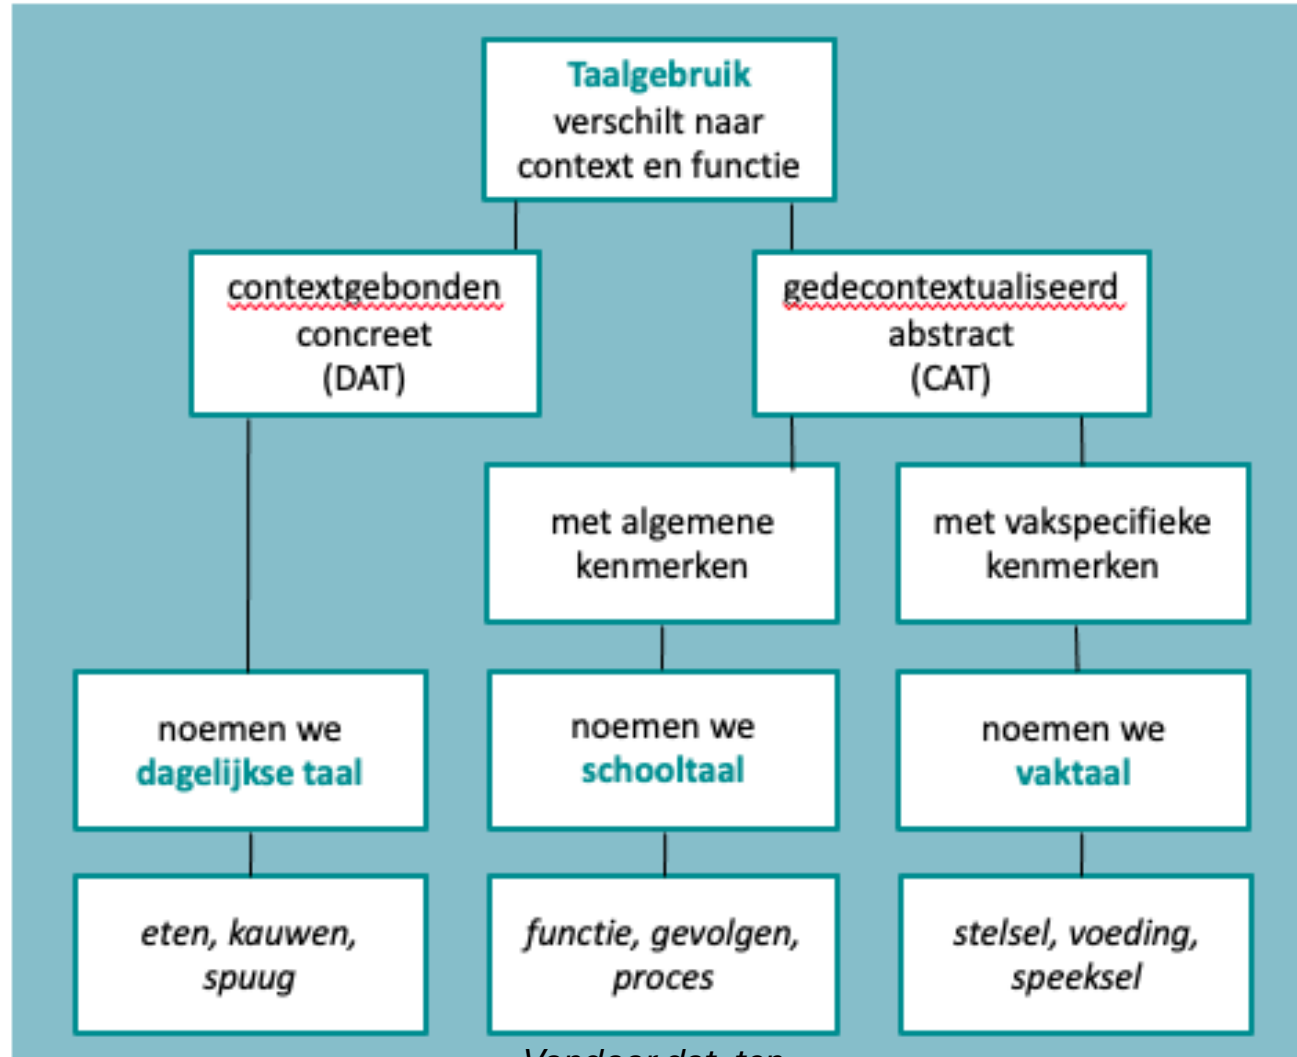 Taalgebruik
verschilt naar
context en functie
contextgebonden
concreet
(DAT)
gedecontextualiseerd
abstract
(CAT)
met algemene
kenmerken
met vakspecifieke
kenmerken
noemen we
dagelijkse taal
noemen we
schooltaal
noemen we
vaktaal
eten, kauwen,
spuug
functie, gevolgen,
proces
stelsel, voeding,
speeksel